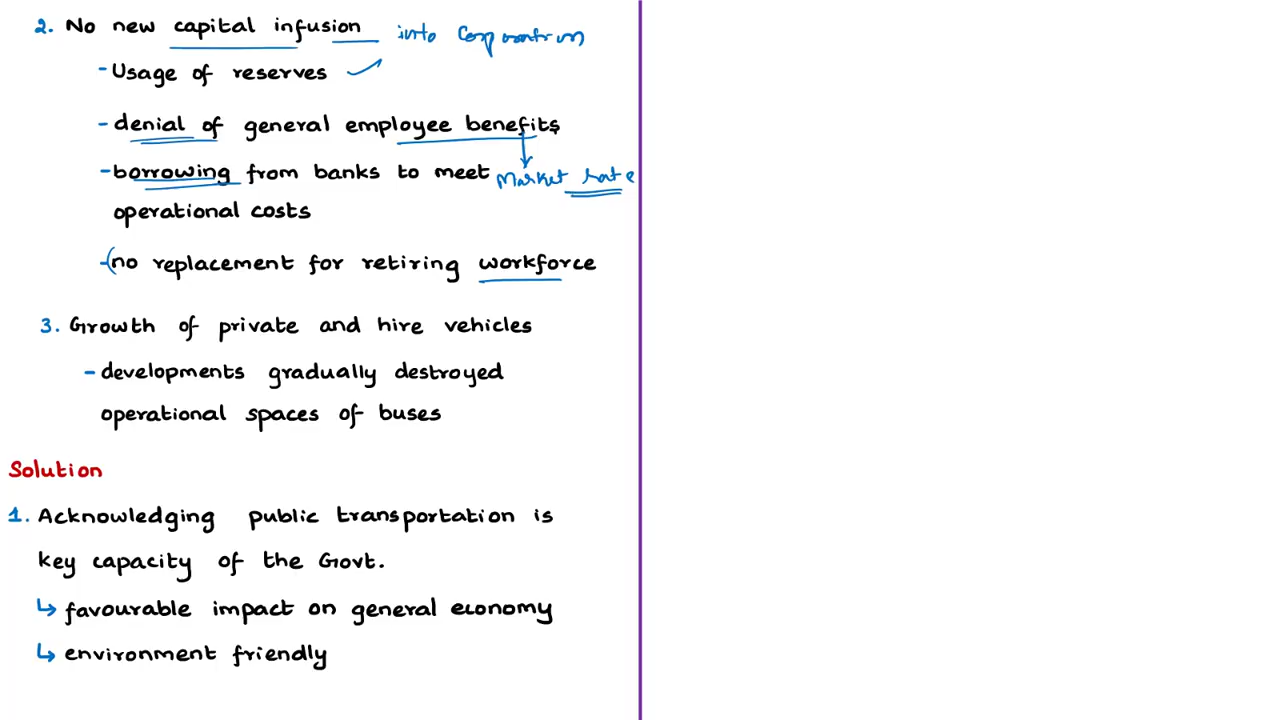 2. No new capital infusion into Corporation
- Usage of reserves
- denial of general employee benefits
- borrowing from banks to meet Market rate
operational costs
- no replacement for retiring workforce
3. Growth of private and hire vehicles
- developments gradually destroyed
operational spaces of buses
Solution
1. Acknowledging public transportation is
key capacity of the Govt.
↳ favourable impact on general economy
↳ environment friendly